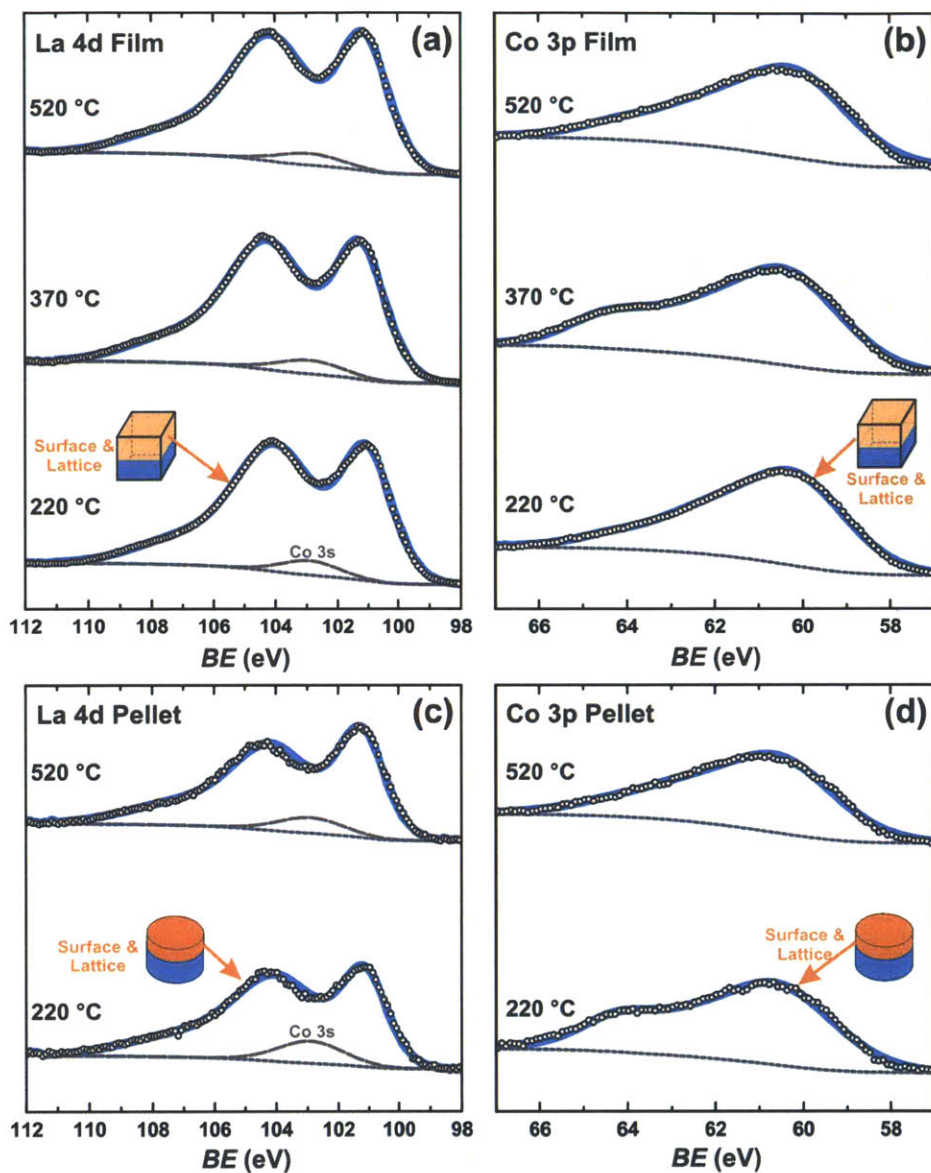 La 4d Film
(a)
520 °C
370 °C
Surface &
Lattice
220 °C
Co 3s
112 110 108 106 104 102 100 98
BE (eV)
Co 3p Film
(b)
520 °C
370 °C
220 °C
Surface &
Lattice
66 64 62 60 58
BE (eV)
La 4d Pellet
(c)
520 °C
Surface &
Lattice
220 °C
Co 3s
112 110 108 106 104 102 100 98
BE (eV)
Co 3p Pellet
(d)
520 °C
Surface &
Lattice
220 °C
66 64 62 60 58
BE (eV)